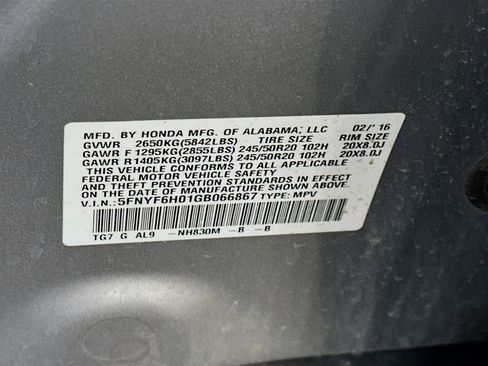 MFD. BY HONDA MFG. OF ALABAMA, LLC 02/'16
GVWR 2650KG(5842LBS) TIRE SIZE RIM SIZE
GAWR F 1295KG(2855LBS) 245/50R20 102H 20X8.0J
GAWR R 1405KG(3097LBS) 245/50R20 102H 20X8.0J
THIS VEHICLE CONFORMS TO ALL APPLICABLE
FEDERAL MOTOR VEHICLE SAFETY STANDARDS IN EFFECT ON THE
DATE OF MANUFACTURE SHOWN ABOVE.
V.I.N.: 5FNYF6H01GB066867 TYPE: MPV
TG7 G AL9 -NH830M -B -B